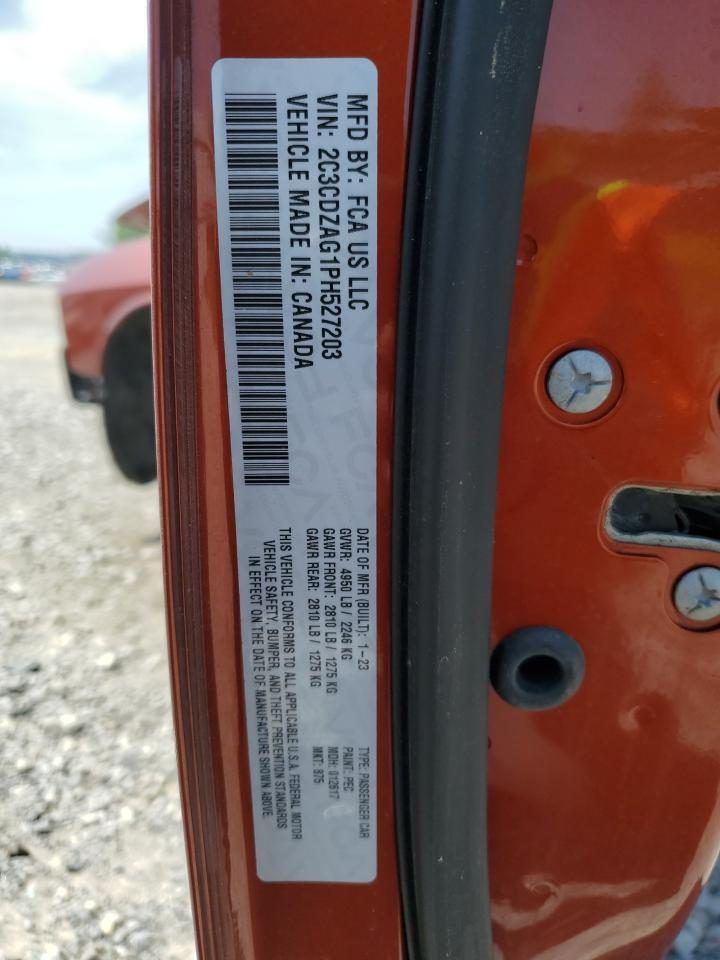 MFD BY: FCA US LLC
VIN: 2C3CDZAG1PH527203
VEHICLE MADE IN: CANADA
DATE OF MFR (BUILT): 1-23
GVWR: 4950 LB / 2246 KG
GAWR FRONT: 2810 LB / 1275 KG
GAWR REAR: 2810 LB / 1275 KG
TYPE: PASSENGER CAR
PAINT: PEC
MDH: 012617
MKT: 875
THIS VEHICLE CONFORMS TO ALL APPLICABLE U.S.A. FEDERAL MOTOR
VEHICLE SAFETY, BUMPER, AND THEFT PREVENTION STANDARDS
IN EFFECT ON THE DATE OF MANUFACTURE SHOWN ABOVE.